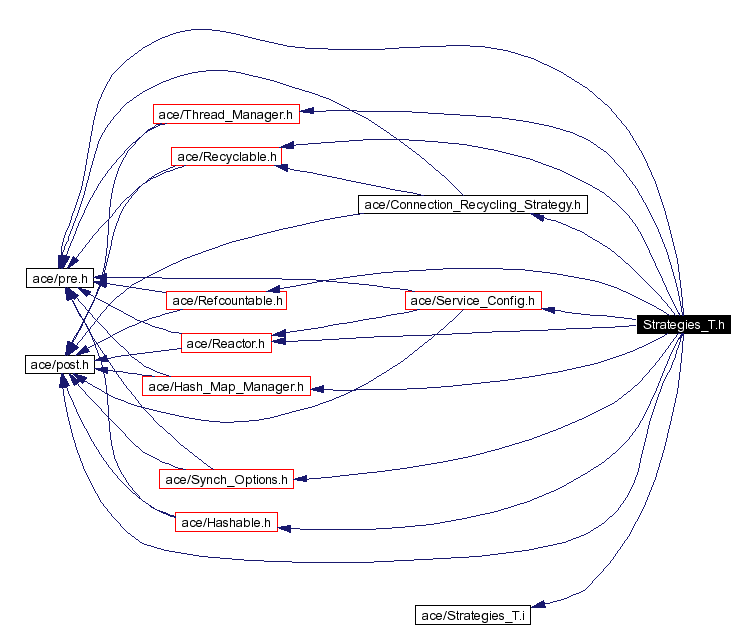 ace/Thread_Manager.h
ace/Recyclable.h
ace/Connection_Recycling_Strategy.h
ace/pre.h
ace/Refcountable.h
ace/Service_Config.h
Strategies_T.h
ace/Reactor.h
ace/post.h
ace/Hash_Map_Manager.h
ace/Synch_Options.h
ace/Hashable.h
ace/Strategies_T.i